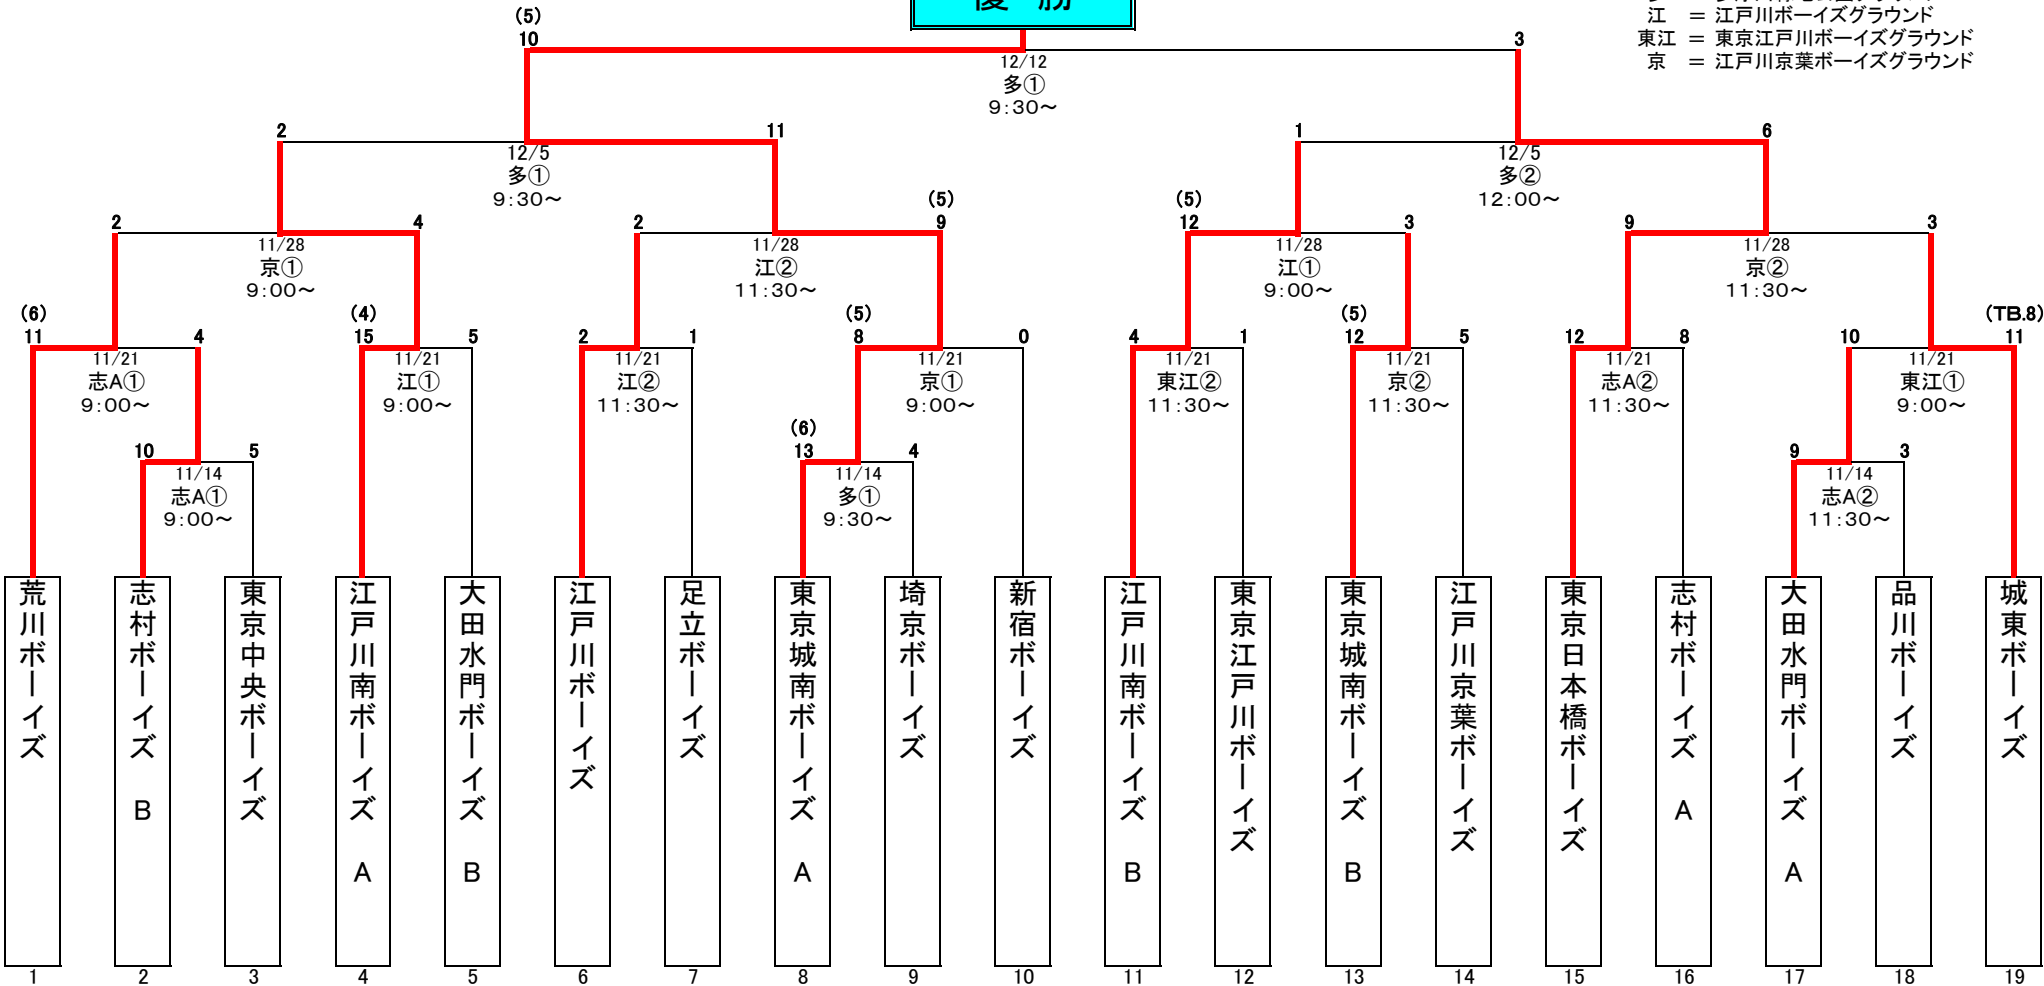 優 勝
江 = 江戸川ボーイズグラウンド
東江 = 東京江戸川ボーイズグラウンド
京 = 江戸川京葉ボーイズグラウンド
(5)
10
3
12/12
多①
9:30～
2
11
1
6
12/5
多①
9:30～
12/5
多②
12:00～
2
4
2
(5)
9
(5)
12
3
9
3
11/28
京①
9:00～
11/28
江②
11:30～
11/28
江①
9:00～
11/28
京②
11:30～
(6)
11
4
(4)
15
5
2
1
(5)
8
0
4
1
(5)
12
5
12
8
10
(TB.8)
11
11/21
志A①
9:00～
11/21
江①
9:00～
11/21
江②
11:30～
11/21
京①
9:00～
11/21
東江②
11:30～
11/21
京②
11:30～
11/21
志A②
11:30～
11/21
東江①
9:00～
10
5
(6)
13
4
9
3
11/14
志A①
9:00～
11/14
多①
9:30～
11/14
志A②
11:30～
荒川ボーイズ
志村ボーイズ B
東京中央ボーイズ
江戸川南ボーイズ A
大田水門ボーイズ B
江戸川ボーイズ
足立ボーイズ
東京城南ボーイズ A
埼京ボーイズ
新宿ボーイズ
江戸川南ボーイズ B
東京江戸川ボーイズ
東京城南ボーイズ B
江戸川京葉ボーイズ
東京日本橋ボーイズ
志村ボーイズ A
大田水門ボーイズ A
品川ボーイズ
城東ボーイズ
1 2 3 4 5 6 7 8 9 10 11 12 13 14 15 16 17 18 19